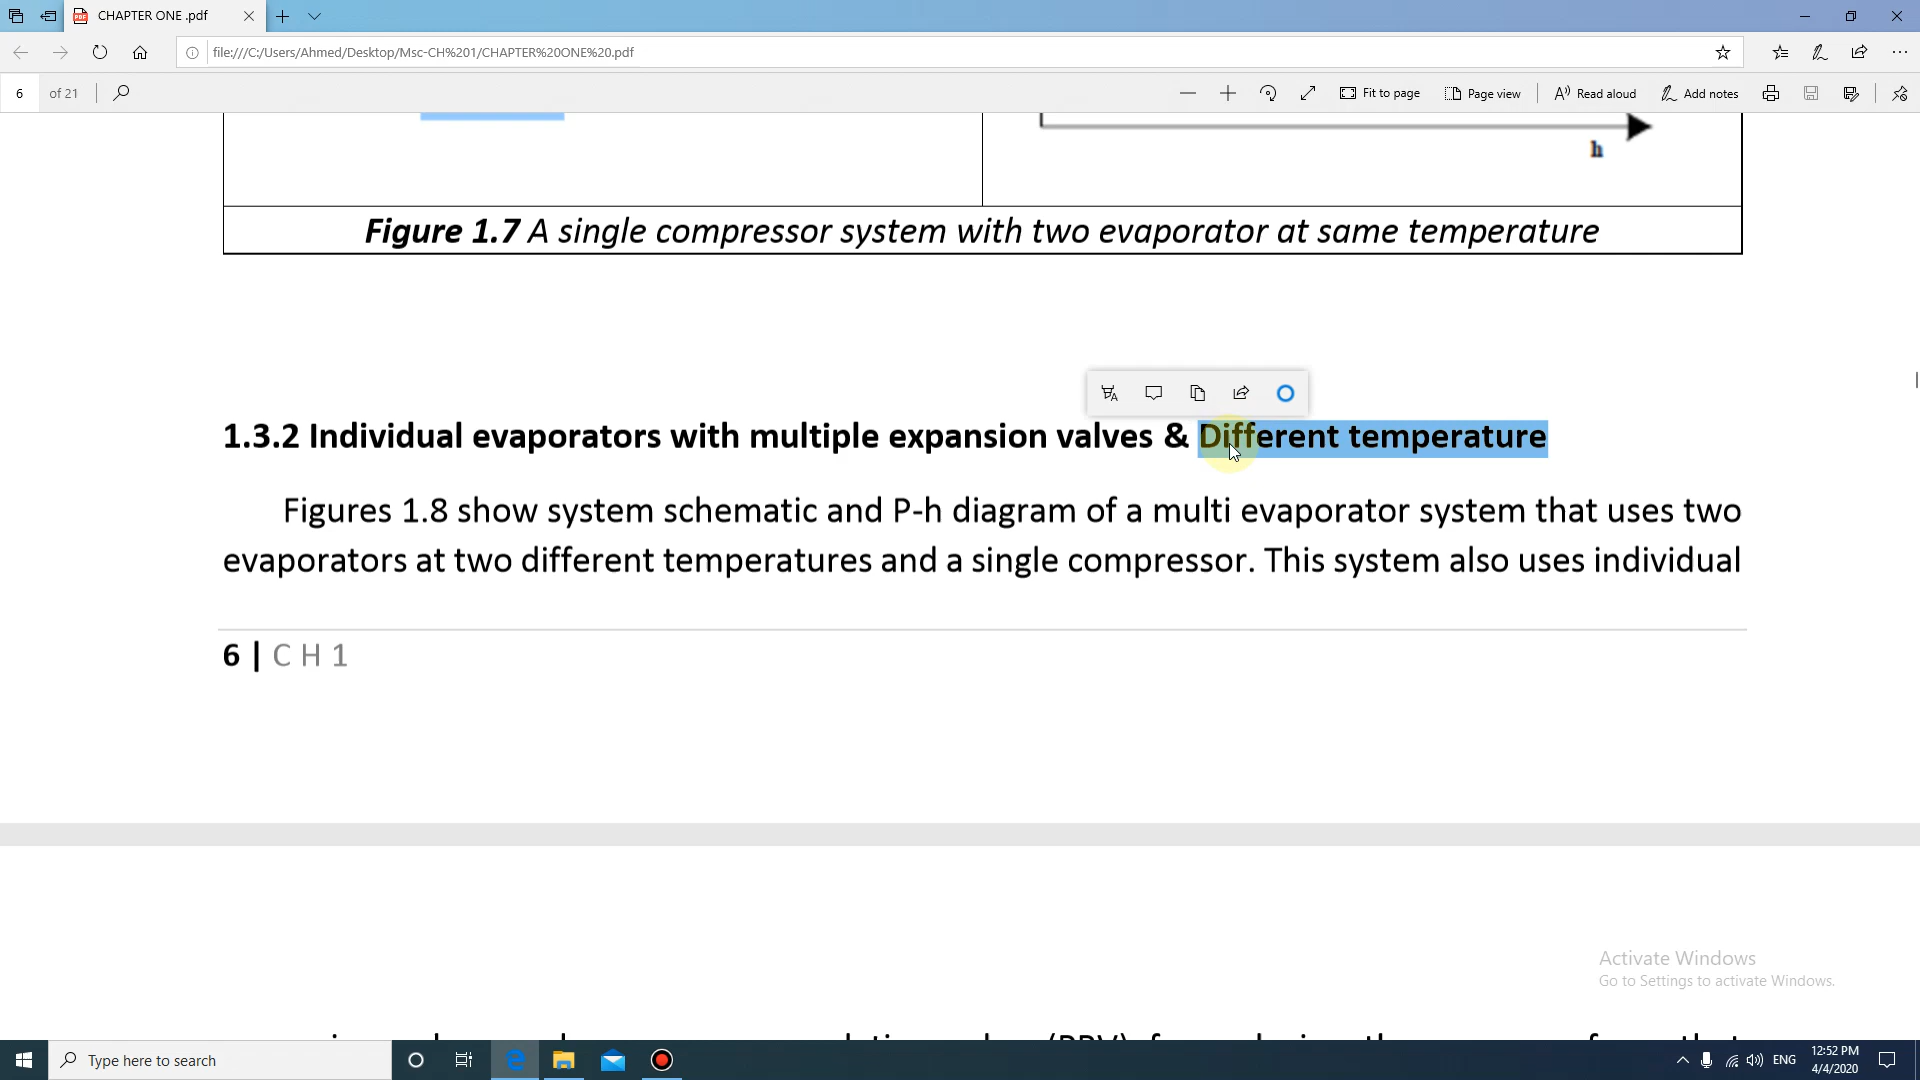 CHAPTER ONE .pdf
file:///C:/Users/Ahmed/Desktop/Msc-CH%201/CHAPTER%20ONE%20.pdf
6 of 21 Fit to page Page view Read aloud Add notes
h
Figure 1.7 A single compressor system with two evaporator at same temperature
1.3.2 Individual evaporators with multiple expansion valves & Different temperature
Figures 1.8 show system schematic and P-h diagram of a multi evaporator system that uses two
evaporators at two different temperatures and a single compressor. This system also uses individual
6 | C H 1
Activate Windows
Go to Settings to activate Windows.
Type here to search
ENG
12:52 PM
4/4/2020